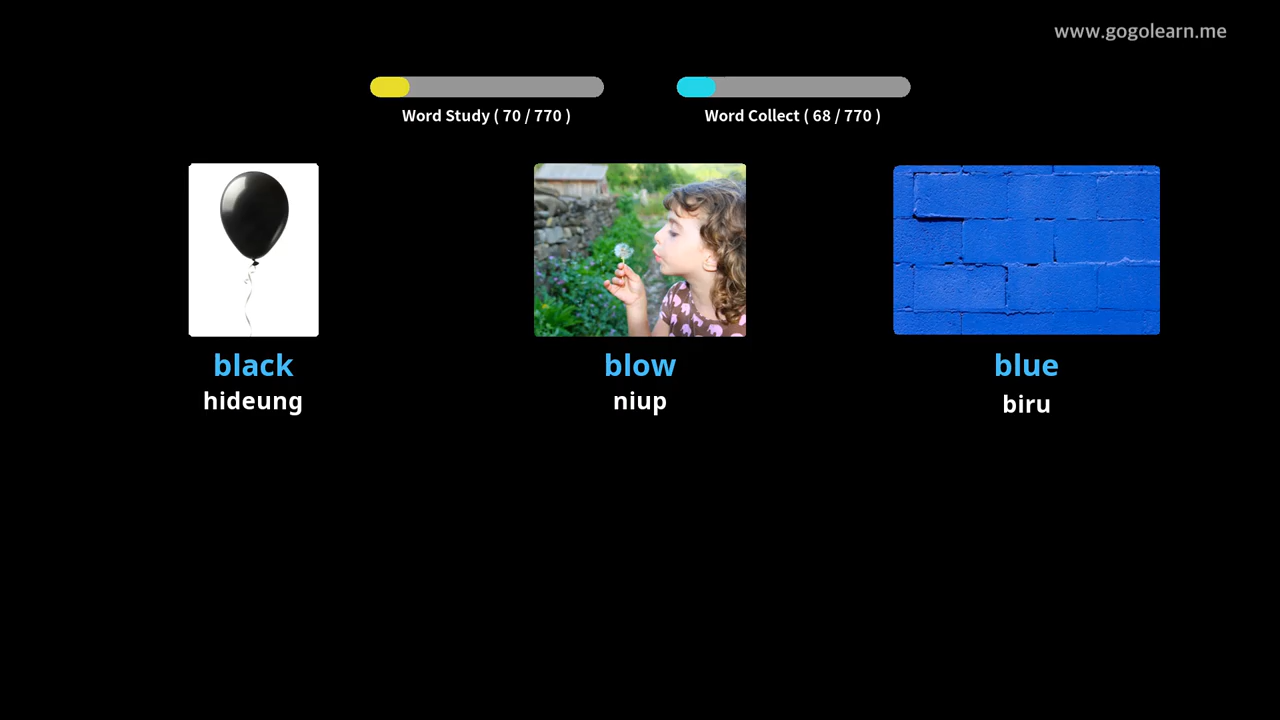 www.gogolearn.me
Word Study ( 70 / 770 )
Word Collect ( 68 / 770 )
black
hideung
blow
niup
blue
biru